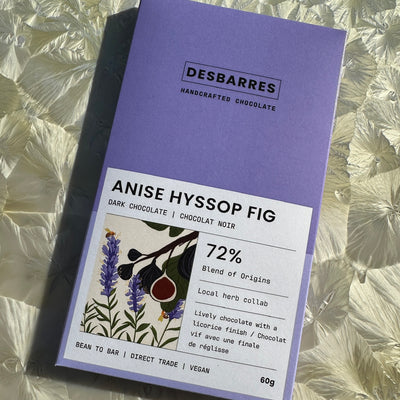 DESBARRES
HANDCRAFTED CHOCOLATE
ANISE HYSSOP FIG
DARK CHOCOLATE | CHOCOLAT NOIR
72%
Blend of Origins
Local herb collab
Lively chocolate with a
licorice finish / Chocolat
vif avec une finale
de réglisse
BEAN TO BAR | DIRECT TRADE | VEGAN
60g